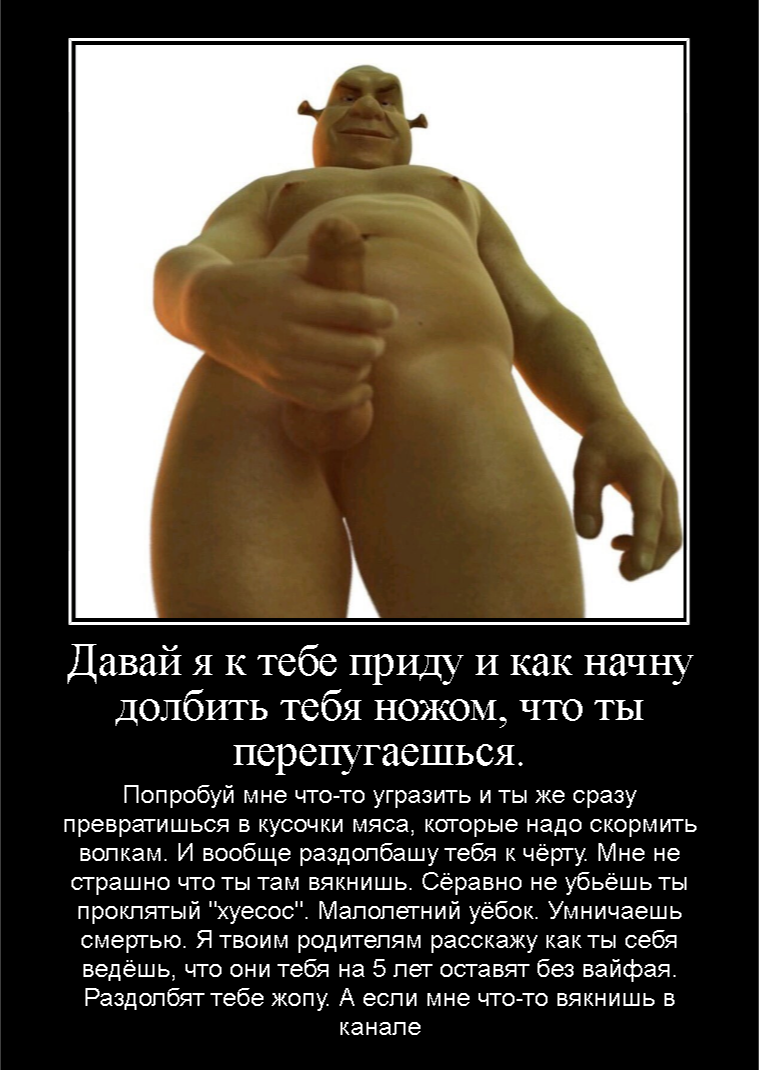 Давай я к тебе приду и как начну
долбить тебя ножом, что ты
перепугаешься.
Попробуй мне что-то угразить и ты же сразу
превратишься в кусочки мяса, которые надо скормить
волкам. И вообще раздолбашу тебя к чёрту. Мне не
страшно что ты там вякнишь. Сёравно не убьёшь ты
проклятый "хуесос". Малолетний уёбок. Умничаешь
смертью. Я твоим родителям расскажу как ты себя
ведёшь, что они тебя на 5 лет оставят без вайфая.
Раздолбят тебе жопу. А если мне что-то вякнишь в
канале